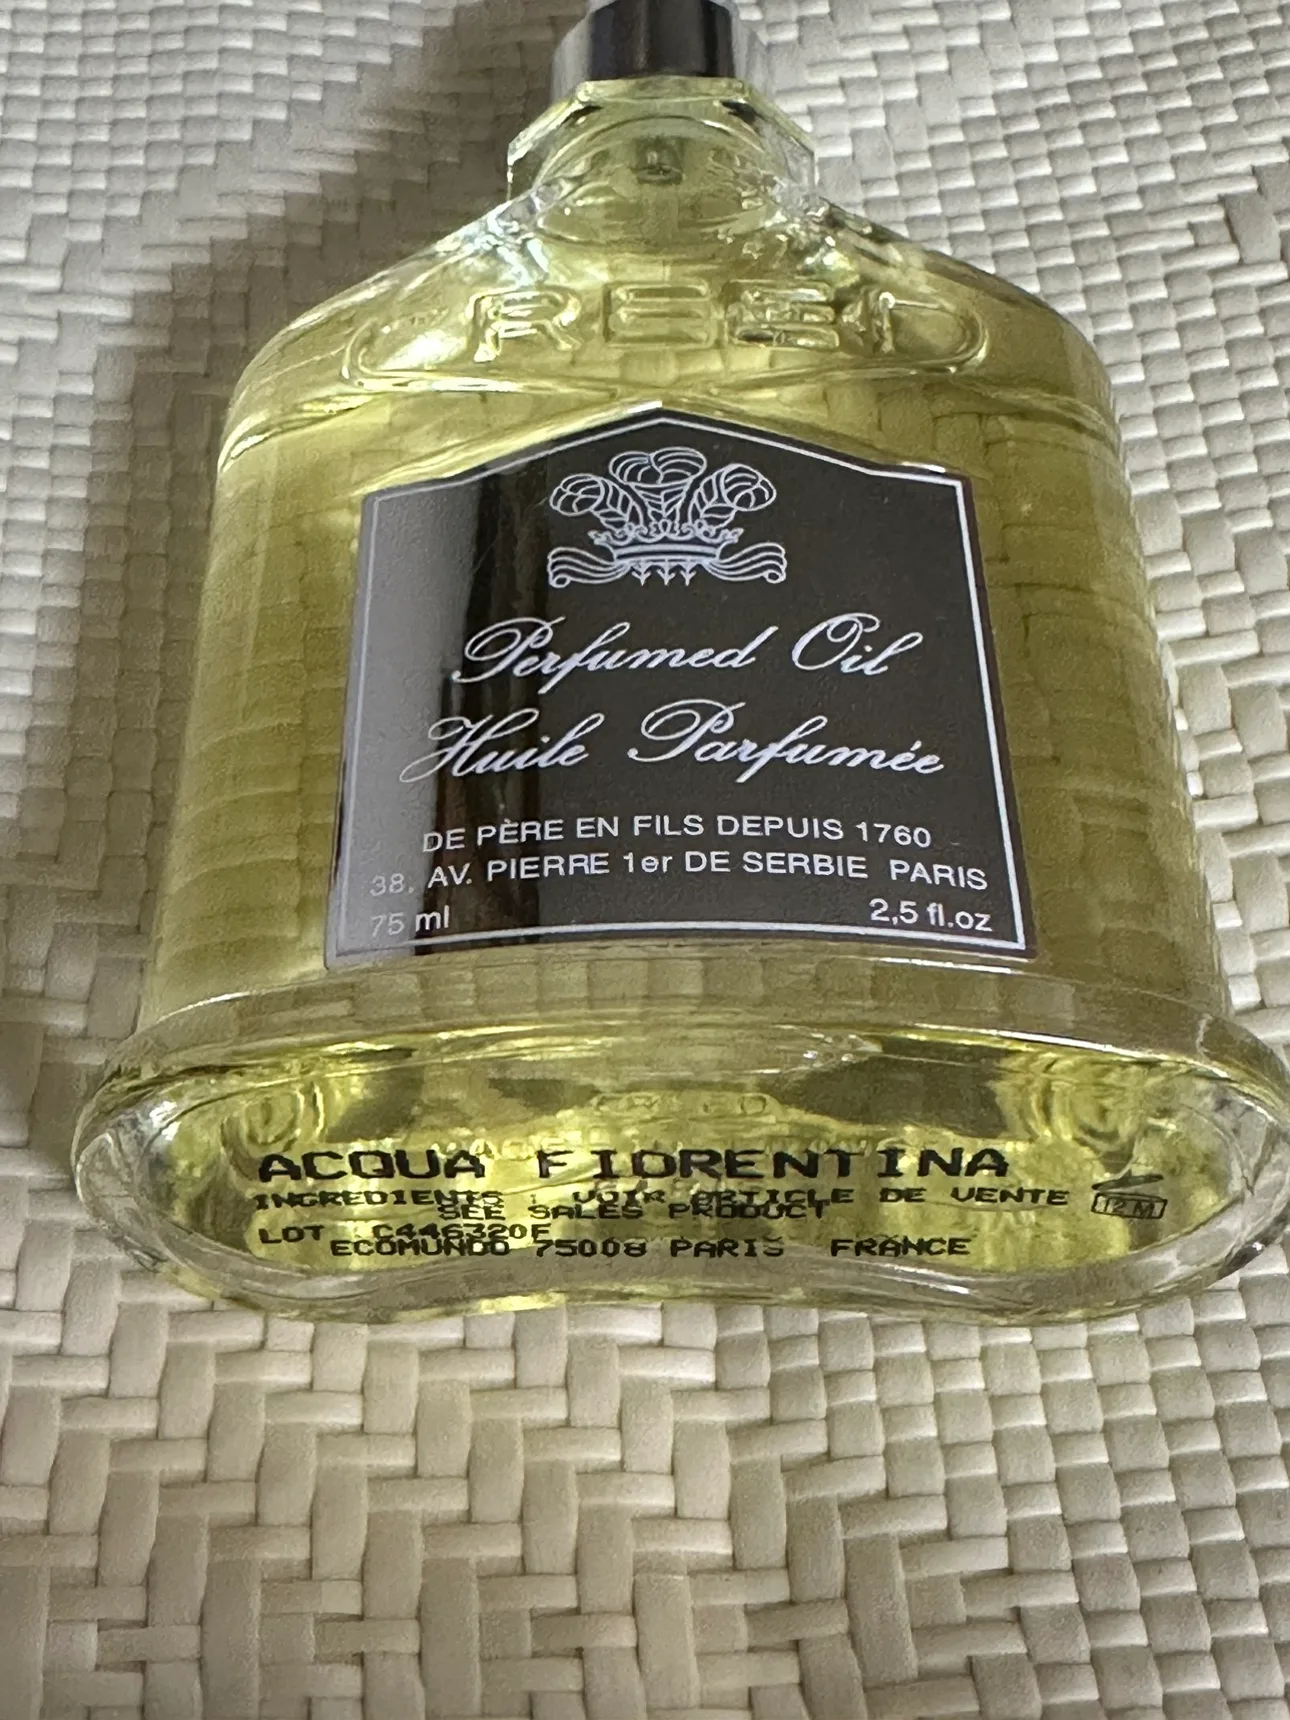 CREED
Perfumed Oil
Huile Parfumée
DE PÈRE EN FILS DEPUIS 1760
38, AV. PIERRE 1er DE SERBIE PARIS
75 ml 2,5 fl.oz
ACQUA FIORENTINA
INGREDIENTS : VOIR ARTICLE DE VENTE
SEE SALES PRODUCT
12 M
LOT C446320F
ECOMUNDO 75008 PARIS FRANCE